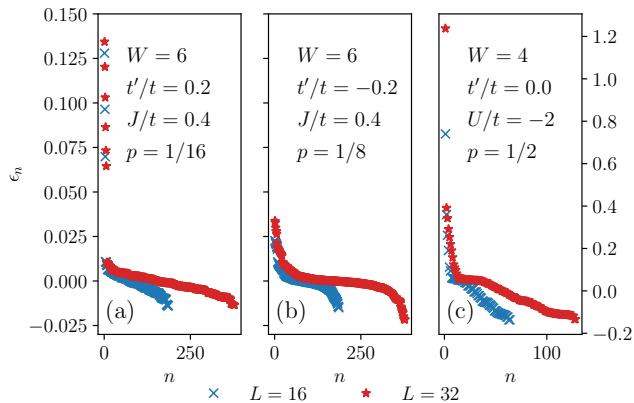 0.150
0.125
0.100
0.075
0.050
0.025
0.000
−0.025
ϵn
W = 6
t′/t = 0.2
J/t = 0.4
p = 1/16
(a)
0
250
n
W = 6
t′/t = −0.2
J/t = 0.4
p = 1/8
(b)
0
250
n
W = 4
t′/t = 0.0
U/t = −2
p = 1/2
(c)
0
100
n
1.2
1.0
0.8
0.6
0.4
0.2
0.0
−0.2
L = 16
L = 32